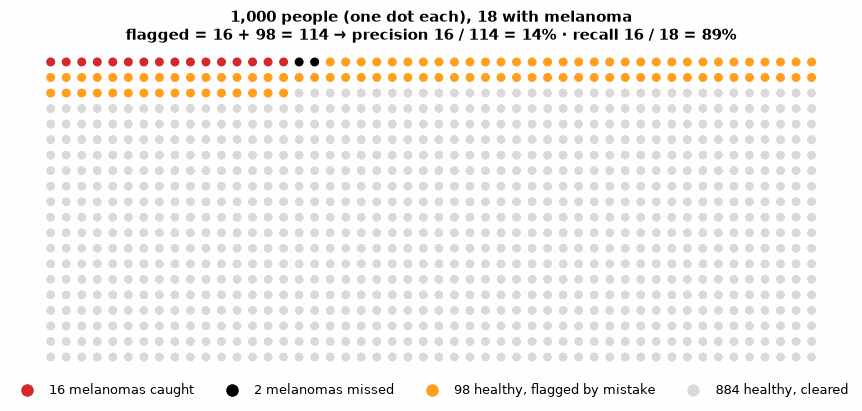 1,000 people (one dot each), 18 with melanoma
flagged = 16 + 98 = 114 → precision 16 / 114 = 14% · recall 16 / 18 = 89%
16 melanomas caught
2 melanomas missed
98 healthy, flagged by mistake
884 healthy, cleared